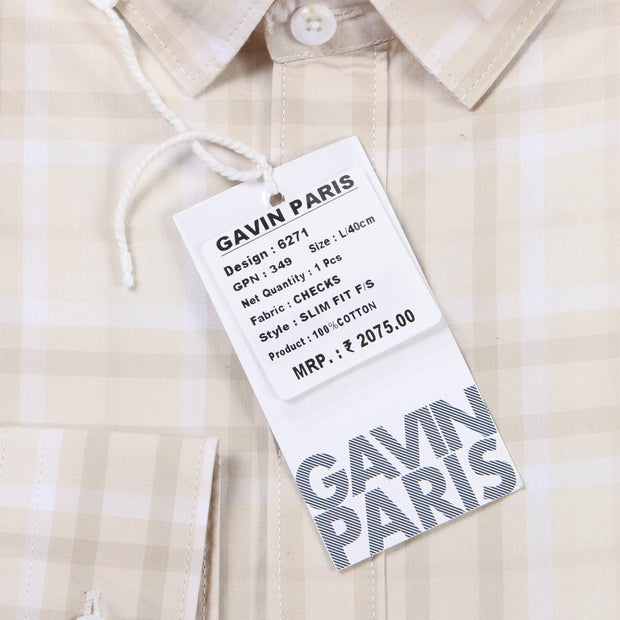 GAVIN PARIS
Design : 6271
GPN : 349 Size : L/40cm
Net Quantity : 1 Pcs
Fabric : CHECKS
Style : SLIM FIT F/S
Product : 100%COTTON
MRP. : ₹ 2075.00
GAVIN
PARIS